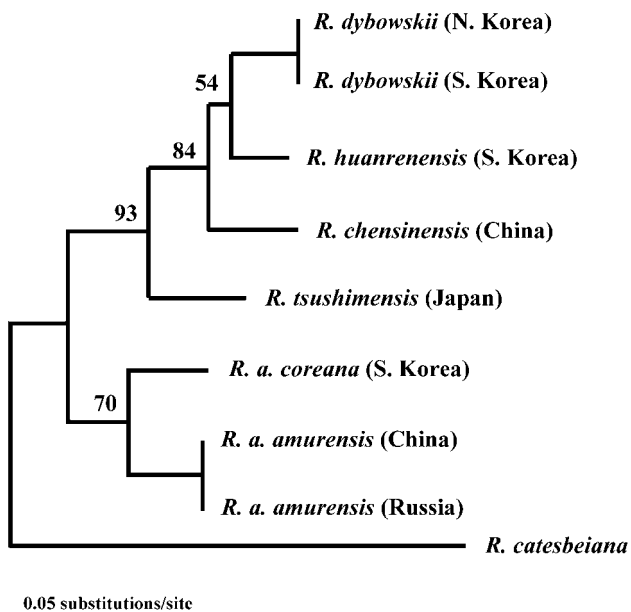 R. dybowskii (N. Korea)
54
R. dybowskii (S. Korea)
84
R. huanrenensis (S. Korea)
93
R. chensinensis (China)
R. tsushimensis (Japan)
R. a. coreana (S. Korea)
70
R. a. amurensis (China)
R. a. amurensis (Russia)
R. catesbeiana
0.05 substitutions/site